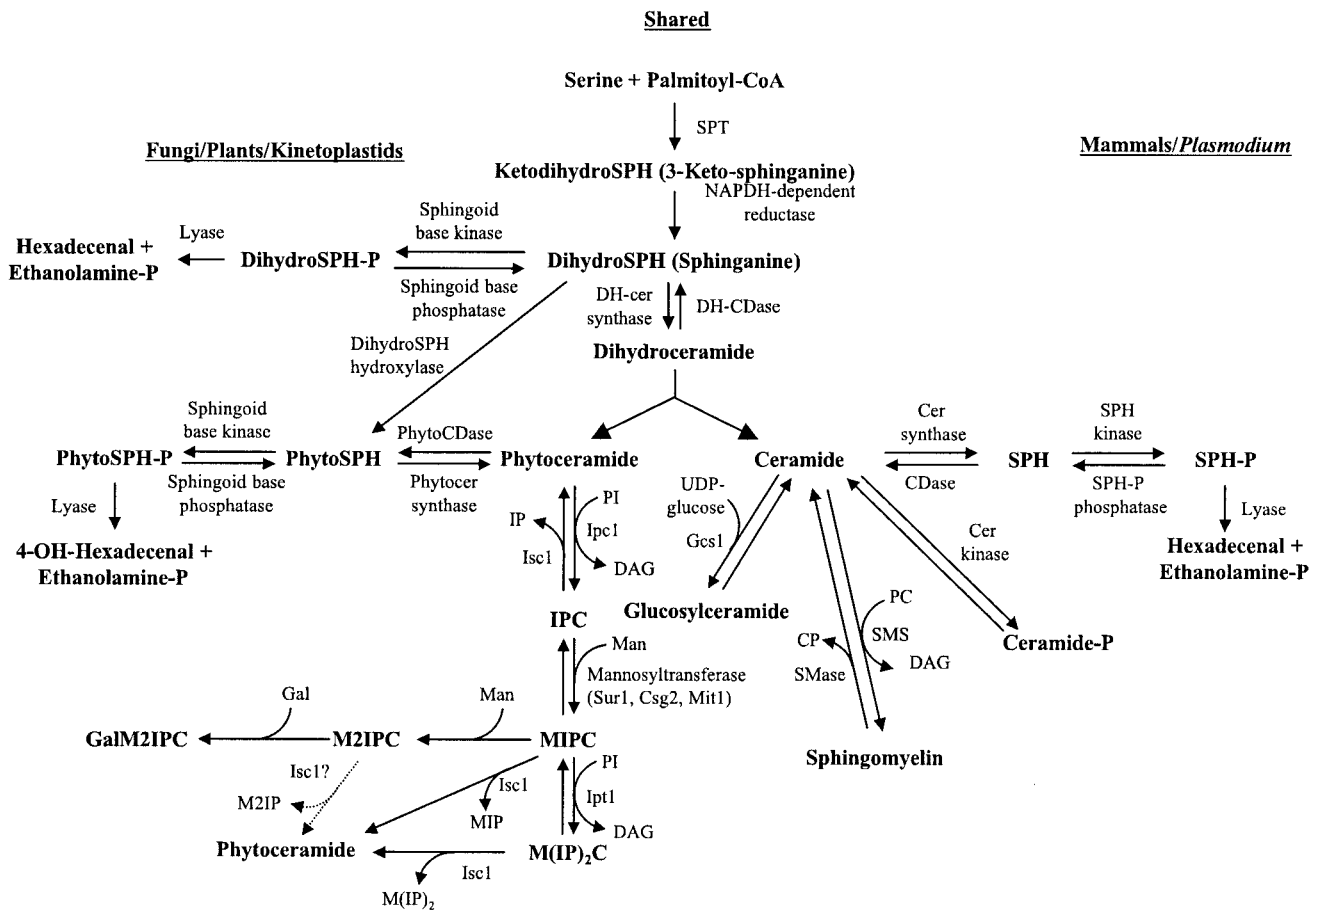 Shared
Serine + Palmitoyl-CoA
SPT
Fungi/Plants/Kinetoplastids
Mammals/Plasmodium
KetodihydroSPH (3-Keto-sphinganine)
NAPDH-dependent
reductase
Sphingoid
base kinase
Lyase
Hexadecenal +
Ethanolamine-P
DihydroSPH-P
DihydroSPH (Sphinganine)
Sphingoid base
phosphatase
DH-cer
synthase
DH-CDase
DihydroSPH
hydroxylase
Dihydroceramide
Sphingoid
base kinase
PhytoCDase
Cer
synthase
SPH
kinase
PhytoSPH-P
PhytoSPH
Phytoceramide
Ceramide
SPH
SPH-P
Sphingoid base
phosphatase
Phytocer
synthase
CDase
SPH-P
phosphatase
Lyase
4-OH-Hexadecenal +
Ethanolamine-P
IP
Isc1
PI
Ipc1
DAG
UDP-
glucose
Gcs1
Cer
kinase
Lyase
Hexadecenal +
Ethanolamine-P
IPC
Glucosylceramide
Ceramide-P
PC
SMS
DAG
CP
SMase
Man
Mannosyltransferase
(Sur1, Csg2, Mit1)
Gal
Man
GalM2IPC
M2IPC
MIPC
Sphingomyelin
Isc1?
M2IP
Isc1
MIP
PI
Ipt1
DAG
Phytoceramide
M(IP)₂C
Isc1
M(IP)₂